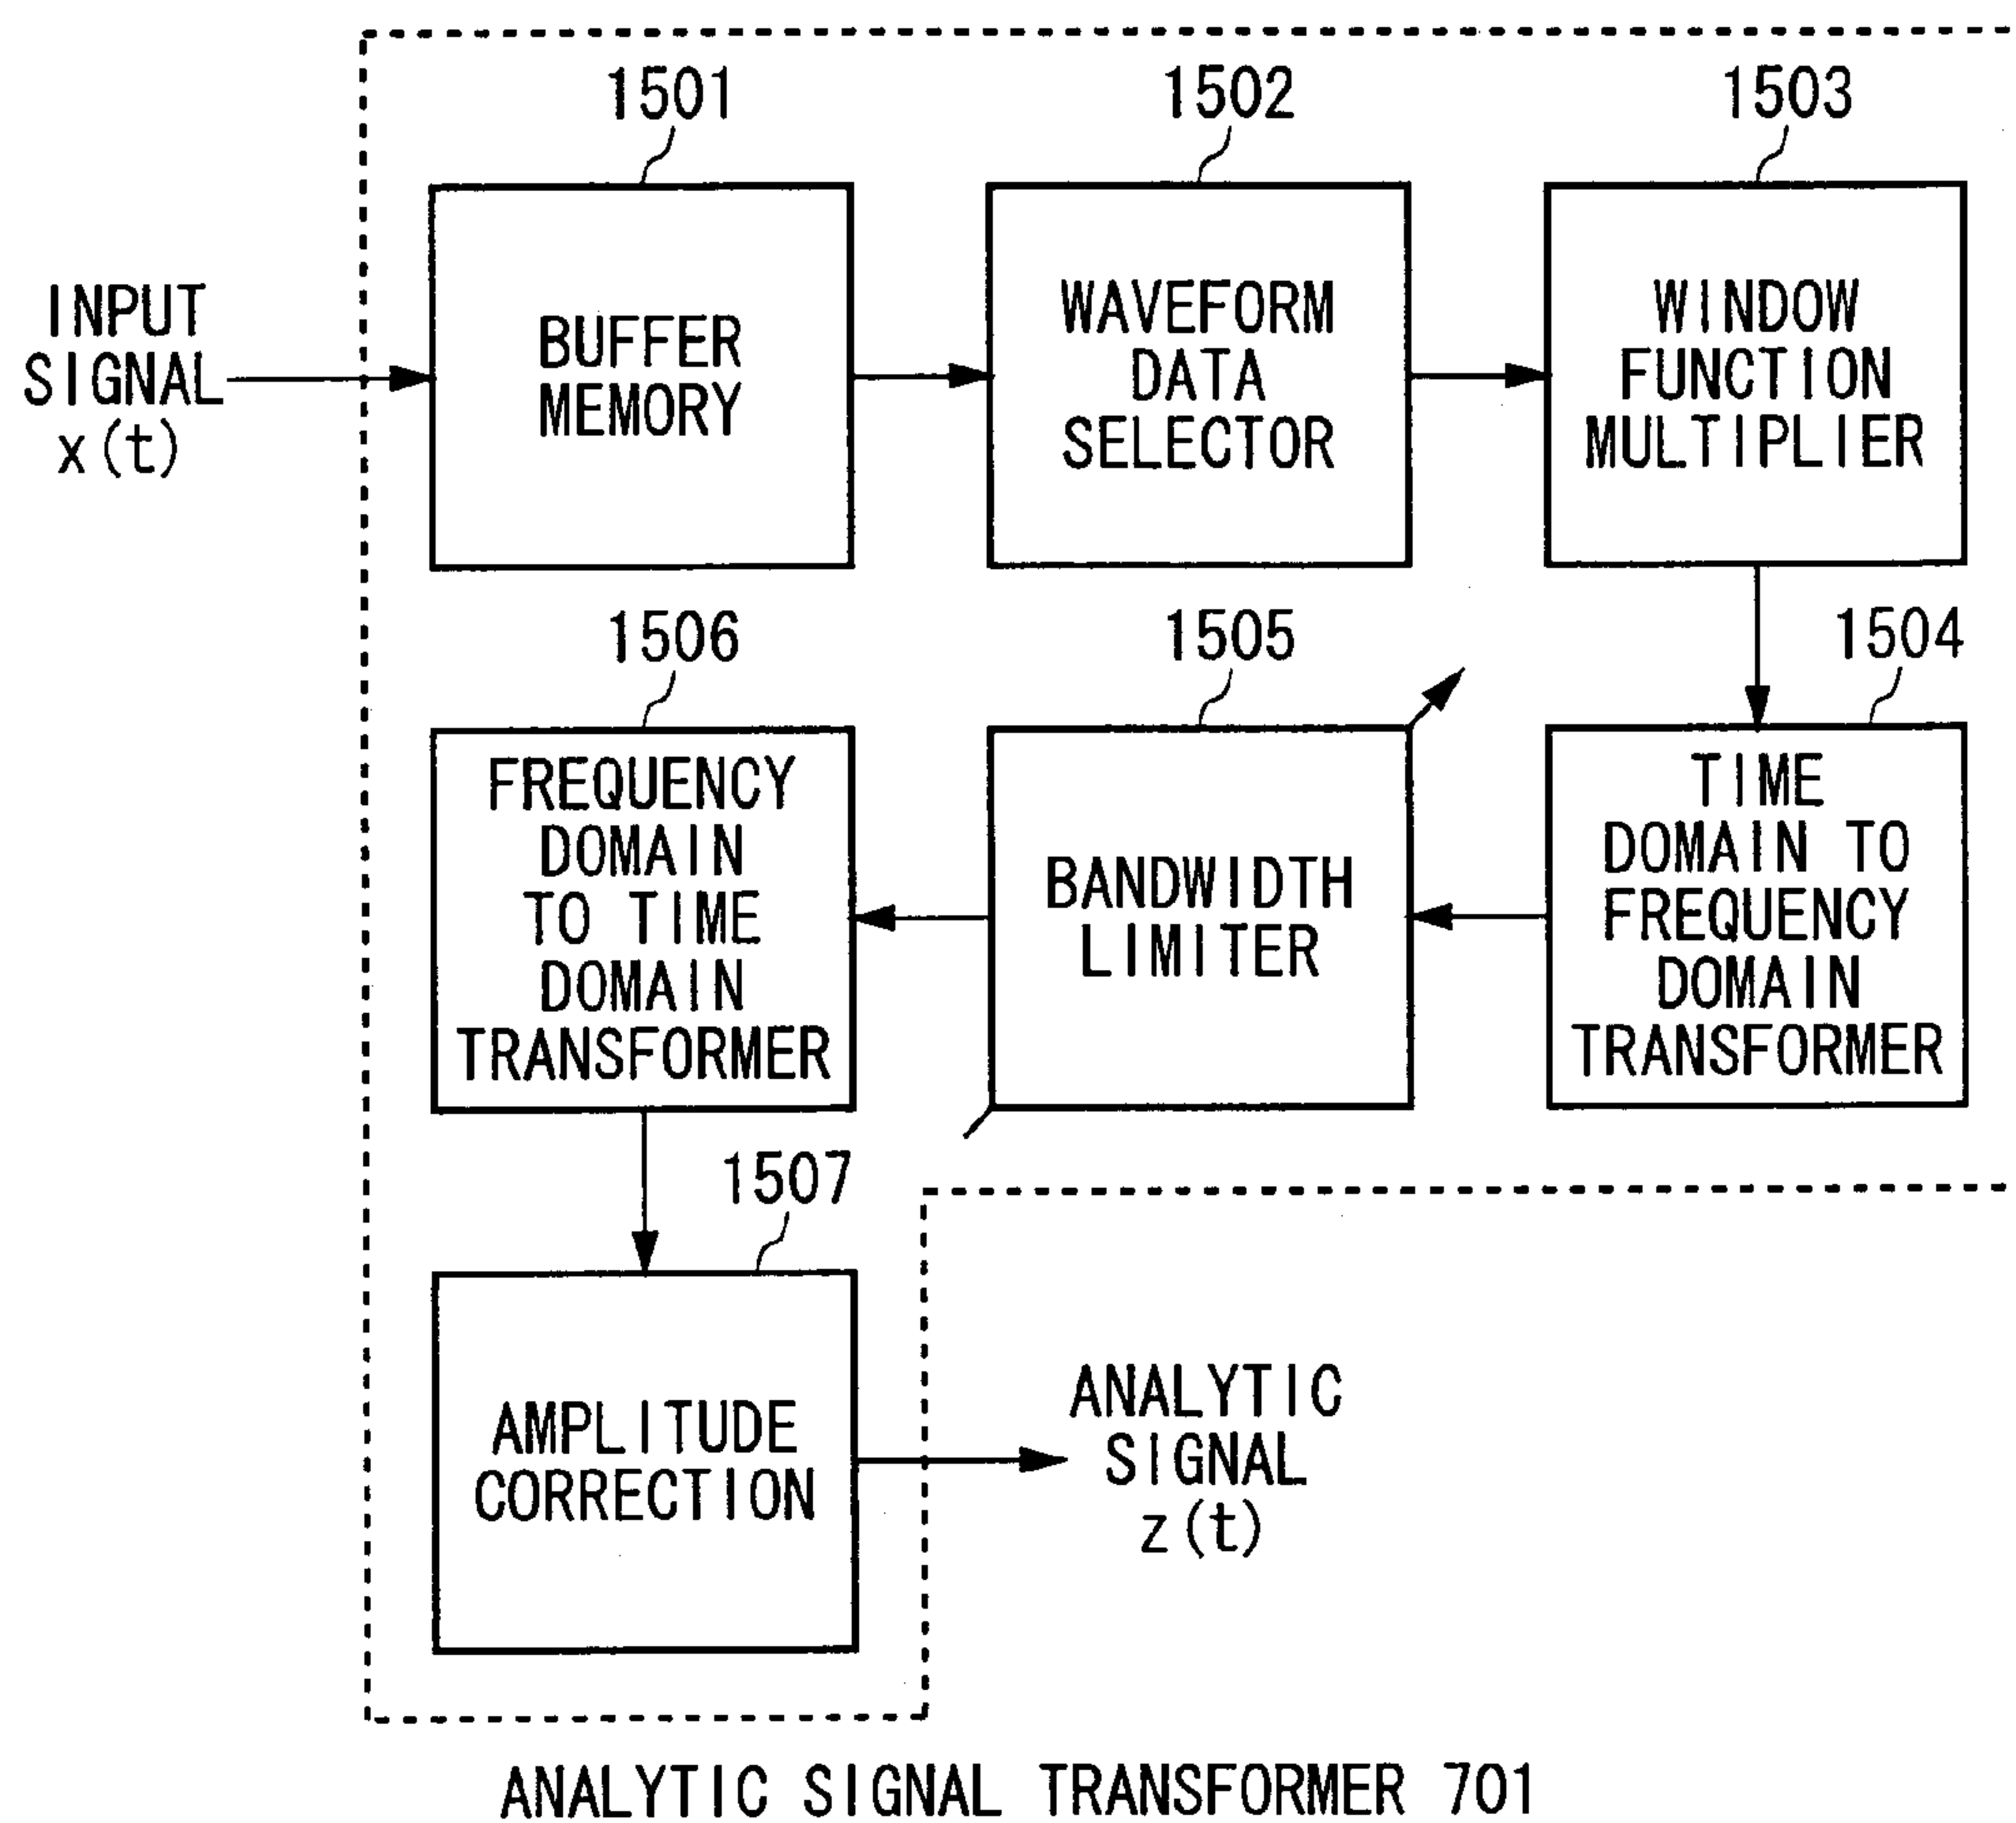 1501
1502
1503
INPUT
SIGNAL
x(t)
BUFFER
MEMORY
WAVEFORM
DATA
SELECTOR
WINDOW
FUNCTION
MULTIPLIER
1506
1505
1504
FREQUENCY
DOMAIN
TO TIME
DOMAIN
TRANSFORMER
BANDWIDTH
LIMITER
TIME
DOMAIN TO
FREQUENCY
DOMAIN
TRANSFORMER
1507
AMPLITUDE
CORRECTION
ANALYTIC
SIGNAL
z(t)
ANALYTIC SIGNAL TRANSFORMER 701